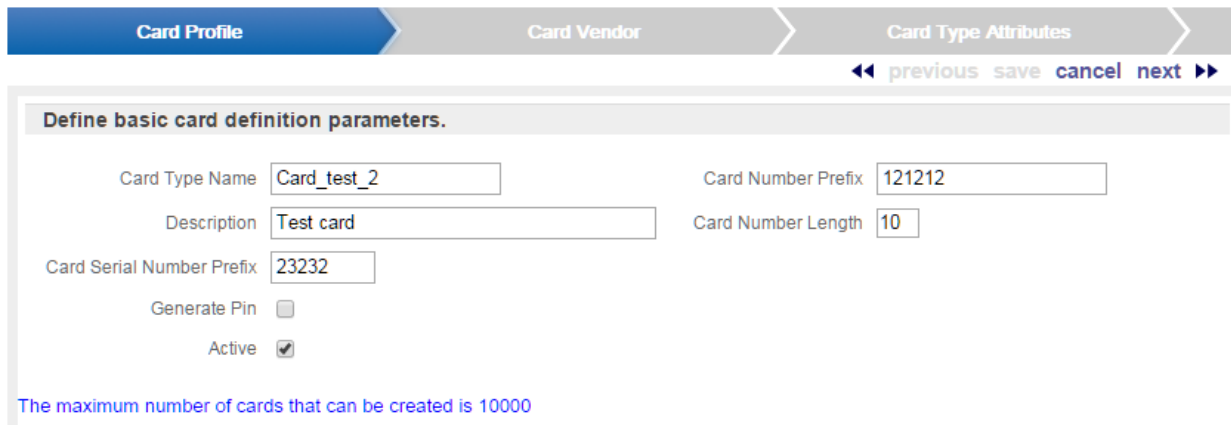 Card Profile Card Vendor Card Type Attributes
previous save cancel next
Define basic card definition parameters.
Card Type Name Card_test_2 Card Number Prefix 121212
Description Test card Card Number Length 10
Card Serial Number Prefix 23232
Generate Pin
Active
The maximum number of cards that can be created is 10000